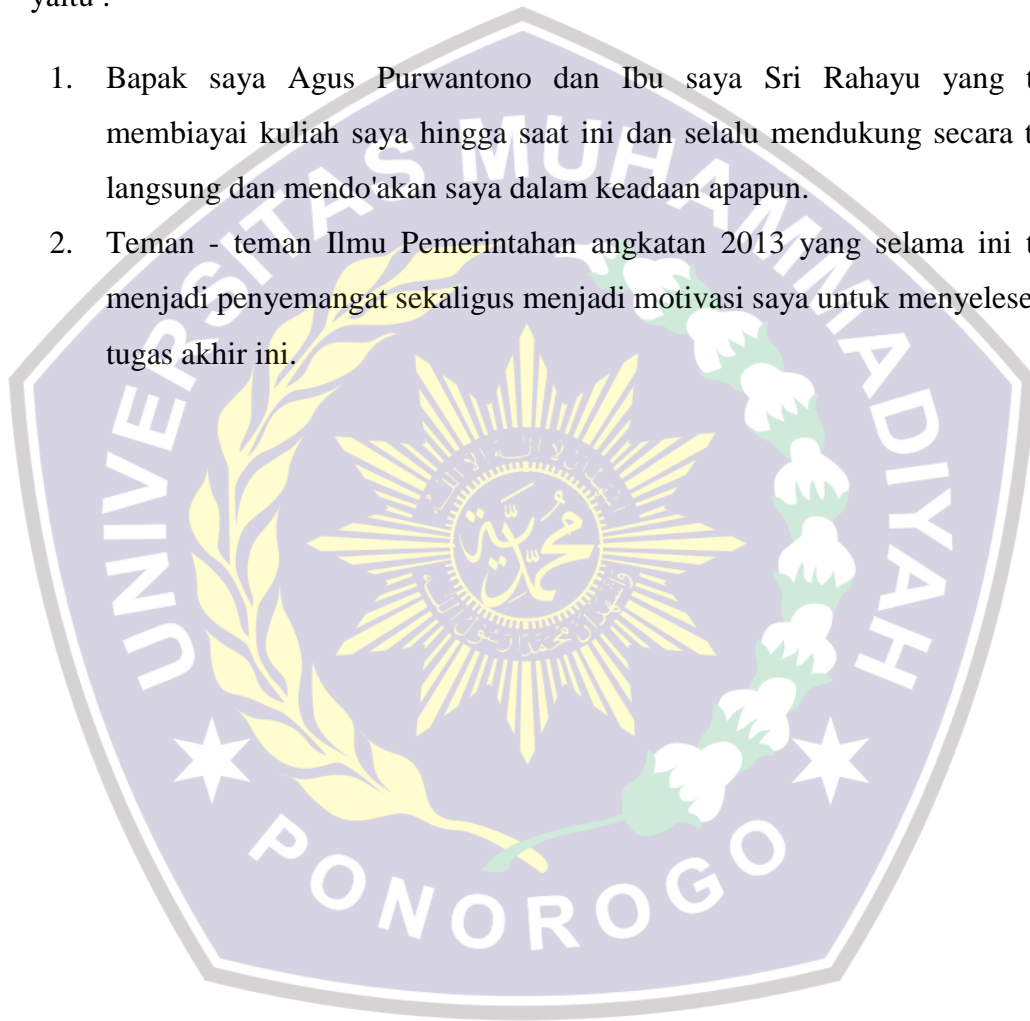 yaitu :
1. Bapak saya Agus Purwantono dan Ibu saya Sri Rahayu yang
membiayai kuliah saya hingga saat ini dan selalu mendukung secara
langsung dan mendo'akan saya dalam keadaan apapun.
2. Teman - teman Ilmu Pemerintahan angkatan 2013 yang selama ini
menjadi penyemangat sekaligus menjadi motivasi saya untuk menyelese
tugas akhir ini.
UNIVERSITAS MUHAMMADIYAH
محمدية
PONOROGO